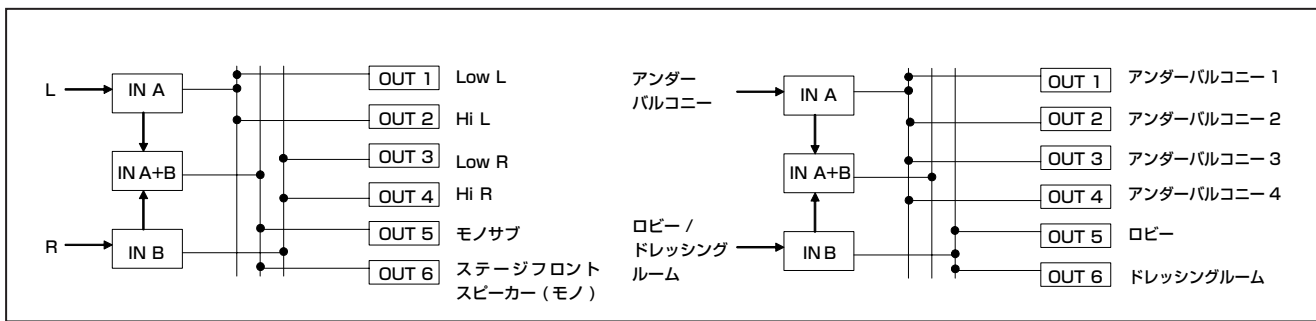 L
IN A
IN A+B
R
IN B
OUT 1 Low L
OUT 2 Hi L
OUT 3 Low R
OUT 4 Hi R
OUT 5 モノサブ
OUT 6 ステージフロント
スピーカー ( モノ )
アンダー
バルコニー
IN A
IN A+B
ロビー /
ドレッシング
ルーム
IN B
OUT 1 アンダーバルコニー 1
OUT 2 アンダーバルコニー 2
OUT 3 アンダーバルコニー 3
OUT 4 アンダーバルコニー 4
OUT 5 ロビー
OUT 6 ドレッシングルーム